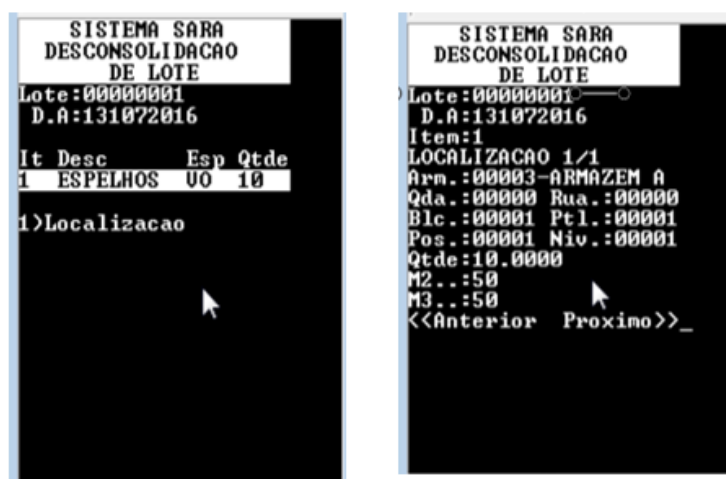 SISTEMA SARA
DESCONSOLIDACAO
DE LOTE
Lote:00000001
D.A:131072016
It Desc Esp Qtde
1 ESPELHOS VO 10
1)Localizacao
SISTEMA SARA
DESCONSOLIDACAO
DE LOTE
Lote:00000001
D.A:131072016
Item:1
LOCALIZACAO 1/1
Arm.:00003-ARMAZEM A
Qda.:00000 Rua.:00000
Blc.:00001 Ptl.:00001
Pos.:00001 Niv.:00001
Qtde:10.0000
M2..:50
M3..:50
<<Anterior Proximo>>_